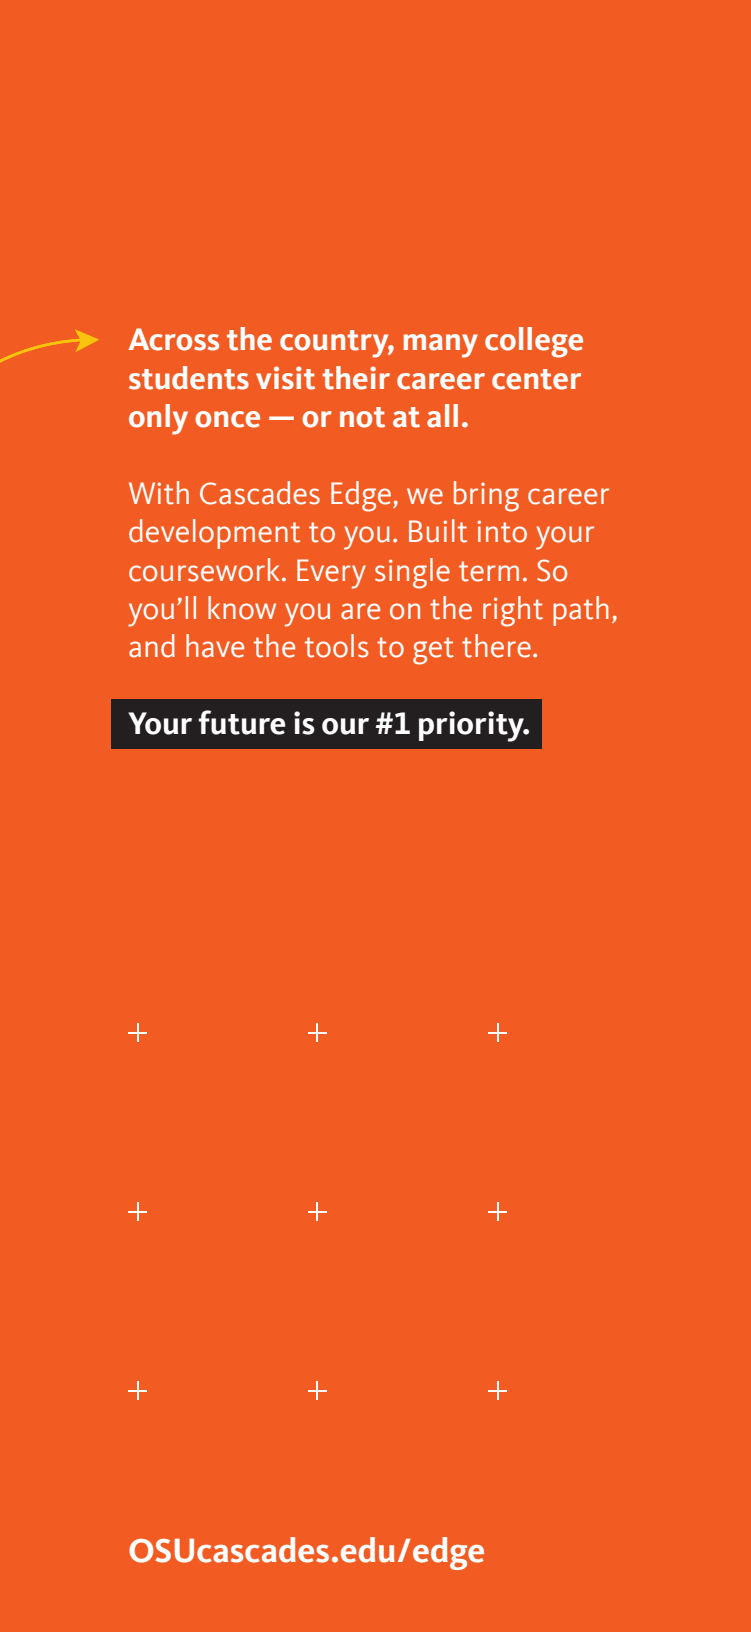 Across the country, many college
students visit their career center
only once — or not at all.
With Cascades Edge, we bring career
development to you. Built into your
coursework. Every single term. So
you’ll know you are on the right path,
and have the tools to get there.
Your future is our #1 priority.
OSUcascades.edu/edge